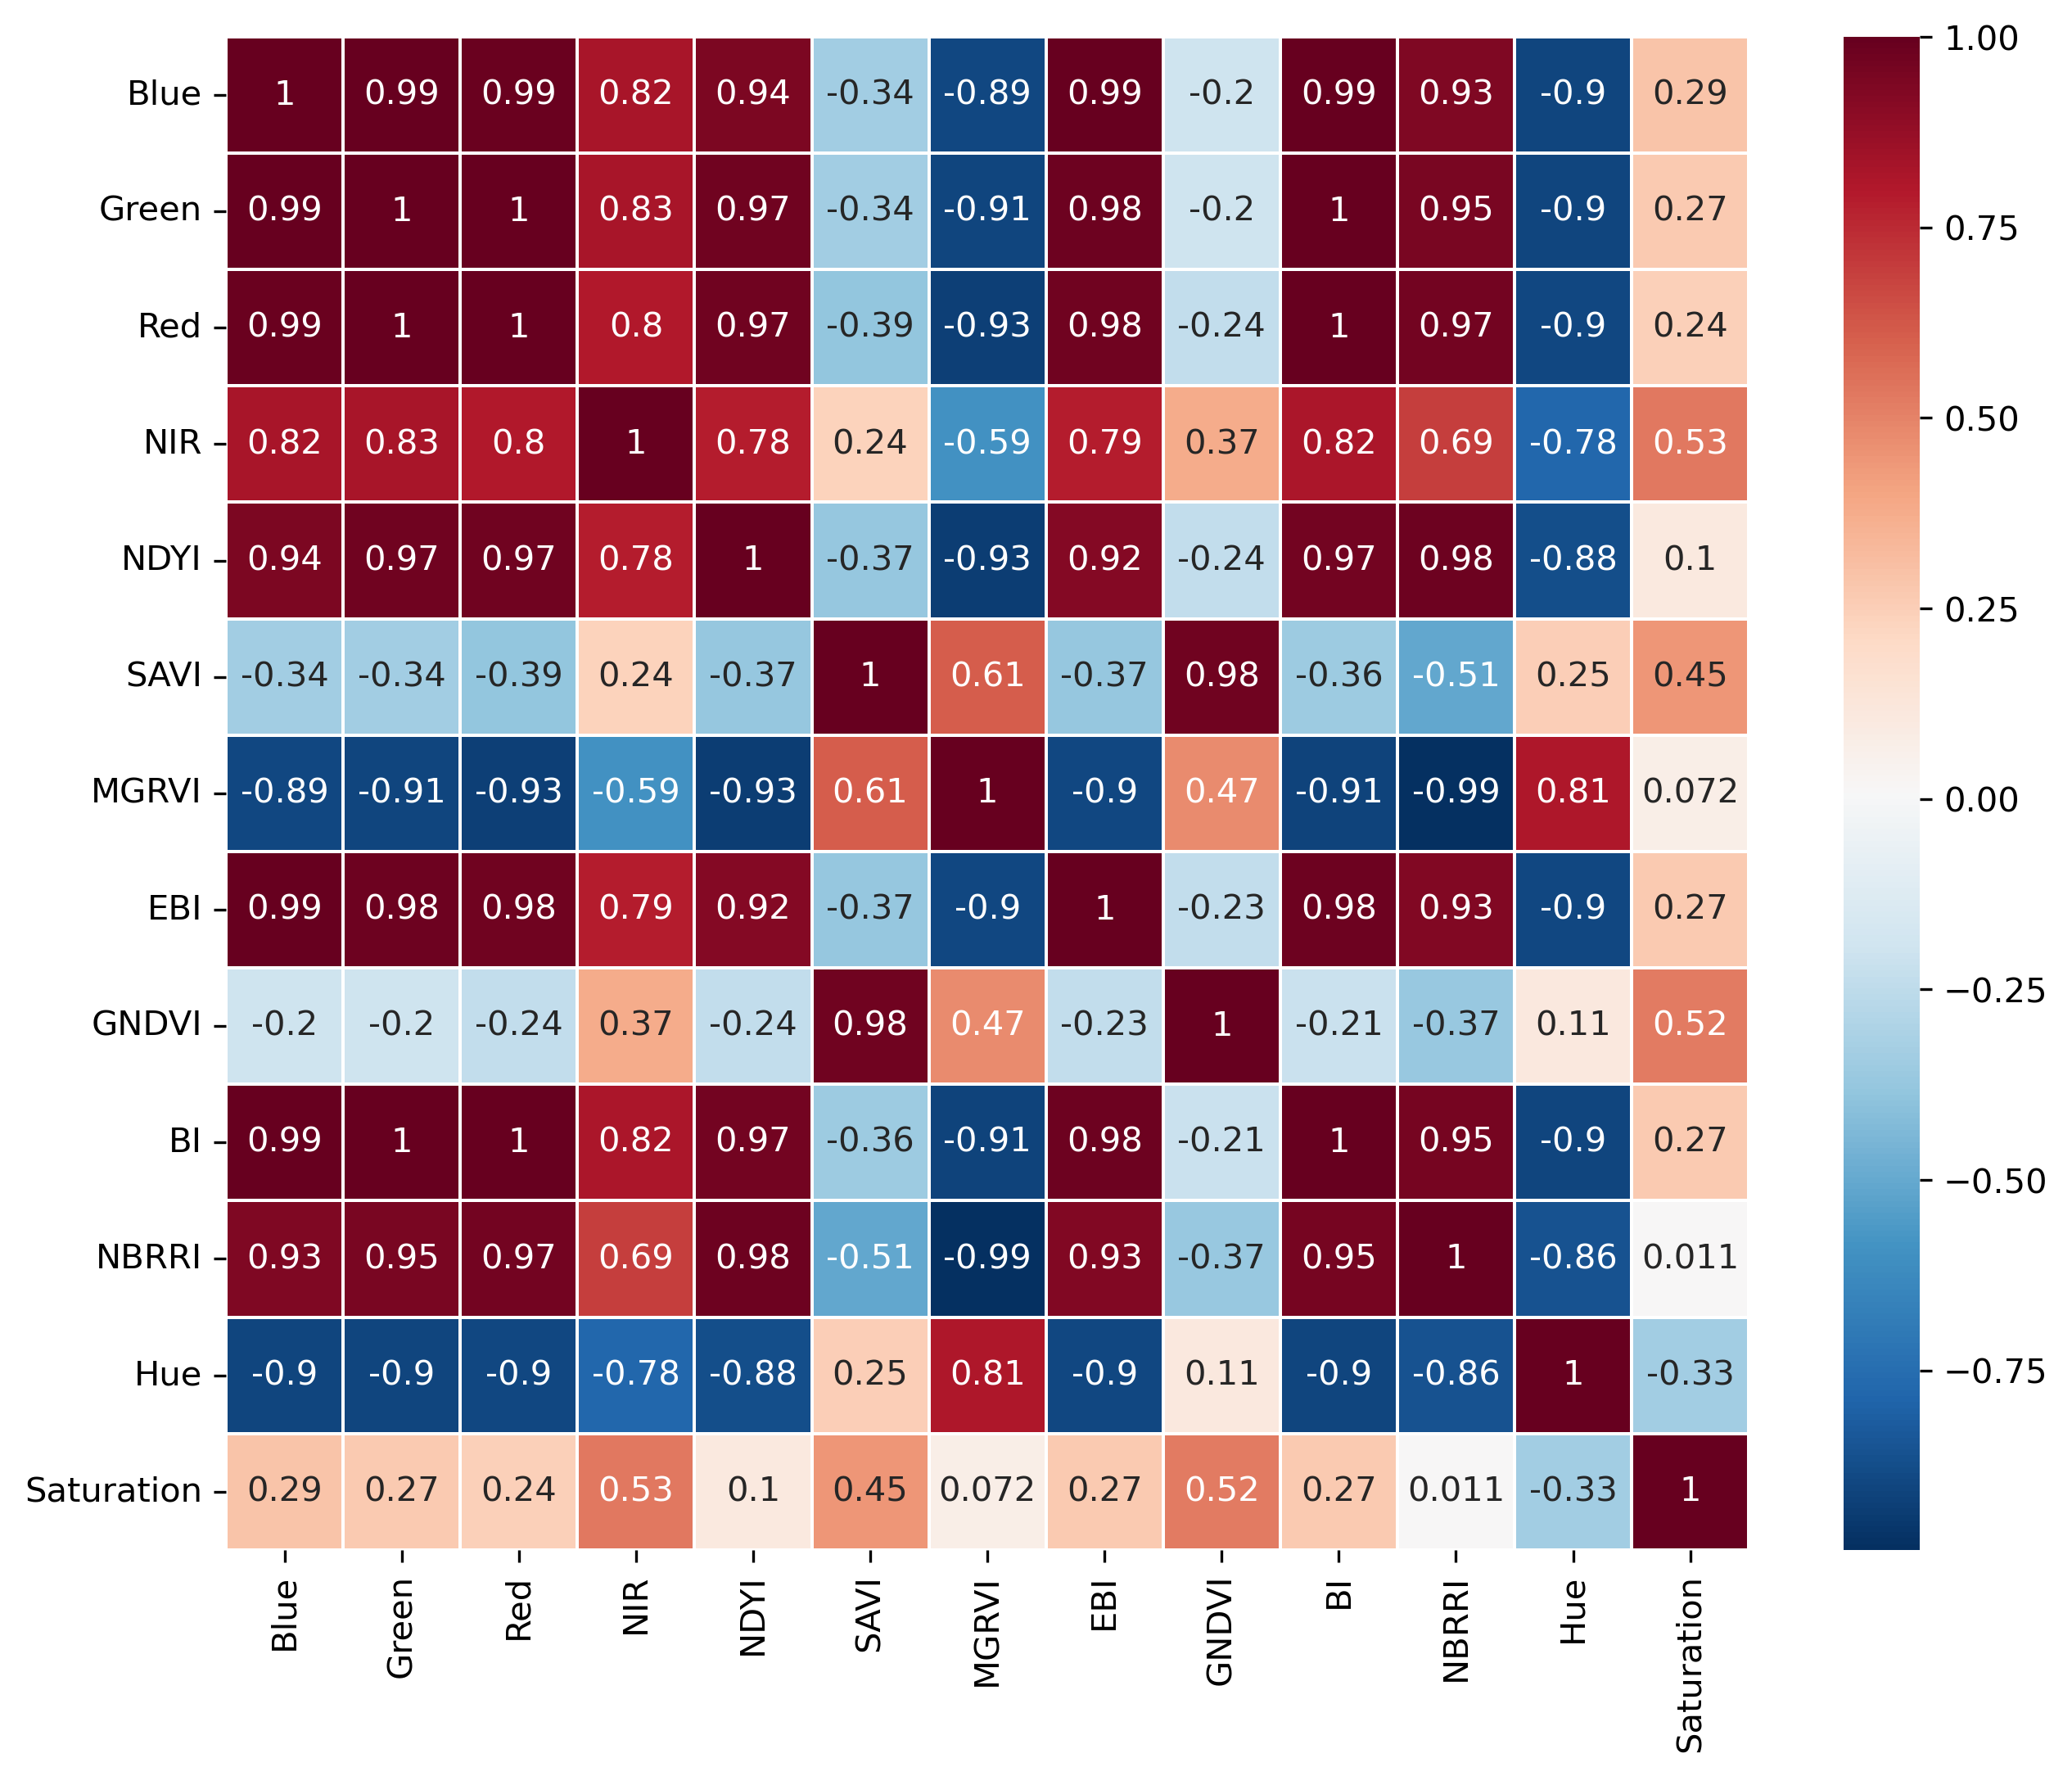 Blue 1 0.99 0.99 0.82 0.94 -0.34 -0.89 0.99 -0.2 0.99 0.93 -0.9 0.29
Green 0.99 1 1 0.83 0.97 -0.34 -0.91 0.98 -0.2 1 0.95 -0.9 0.27
Red 0.99 1 1 0.8 0.97 -0.39 -0.93 0.98 -0.24 1 0.97 -0.9 0.24
NIR 0.82 0.83 0.8 1 0.78 0.24 -0.59 0.79 0.37 0.82 0.69 -0.78 0.53
NDYI 0.94 0.97 0.97 0.78 1 -0.37 -0.93 0.92 -0.24 0.97 0.98 -0.88 0.1
SAVI -0.34 -0.34 -0.39 0.24 -0.37 1 0.61 -0.37 0.98 -0.36 -0.51 0.25 0.45
MGRVI -0.89 -0.91 -0.93 -0.59 -0.93 0.61 1 -0.9 0.47 -0.91 -0.99 0.81 0.072
EBI 0.99 0.98 0.98 0.79 0.92 -0.37 -0.9 1 -0.23 0.98 0.93 -0.9 0.27
GNDVI -0.2 -0.2 -0.24 0.37 -0.24 0.98 0.47 -0.23 1 -0.21 -0.37 0.11 0.52
BI 0.99 1 1 0.82 0.97 -0.36 -0.91 0.98 -0.21 1 0.95 -0.9 0.27
NBRRI 0.93 0.95 0.97 0.69 0.98 -0.51 -0.99 0.93 -0.37 0.95 1 -0.86 0.011
Hue -0.9 -0.9 -0.9 -0.78 -0.88 0.25 0.81 -0.9 0.11 -0.9 -0.86 1 -0.33
Saturation 0.29 0.27 0.24 0.53 0.1 0.45 0.072 0.27 0.52 0.27 0.011 -0.33 1
Blue Green Red NIR NDYI SAVI MGRVI EBI GNDVI BI NBRRI Hue Saturation
1.00
0.75
0.50
0.25
0.00
−0.25
−0.50
−0.75